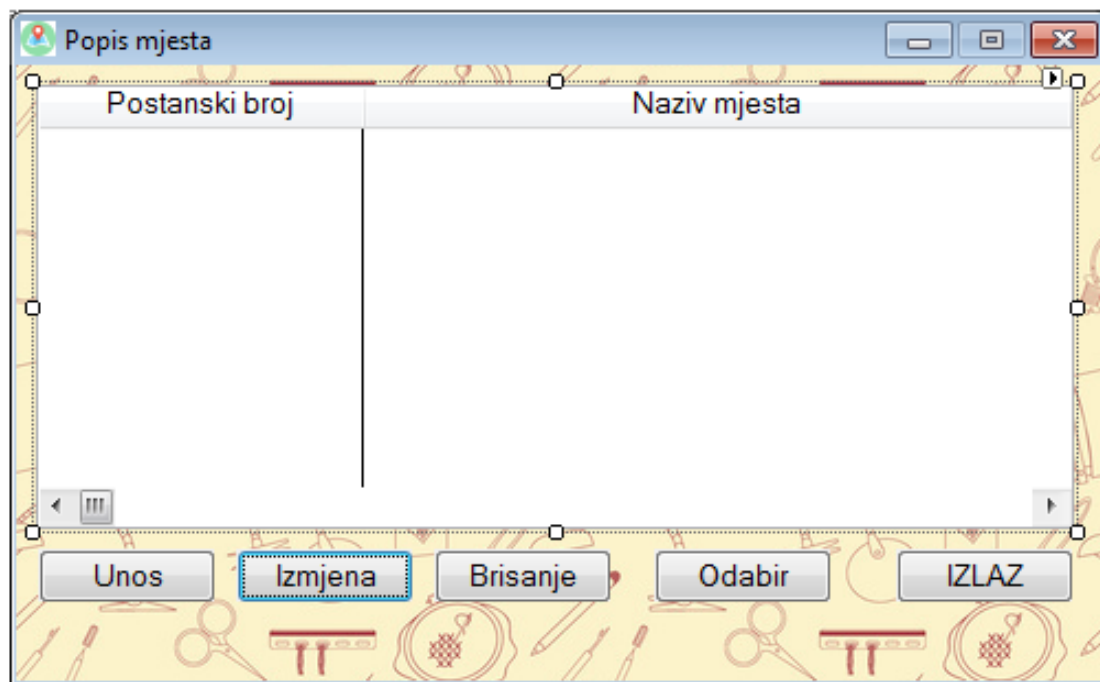 Popis mjesta
Postanski broj Naziv mjesta
Unos Izmjena Brisanje Odabir IZLAZ